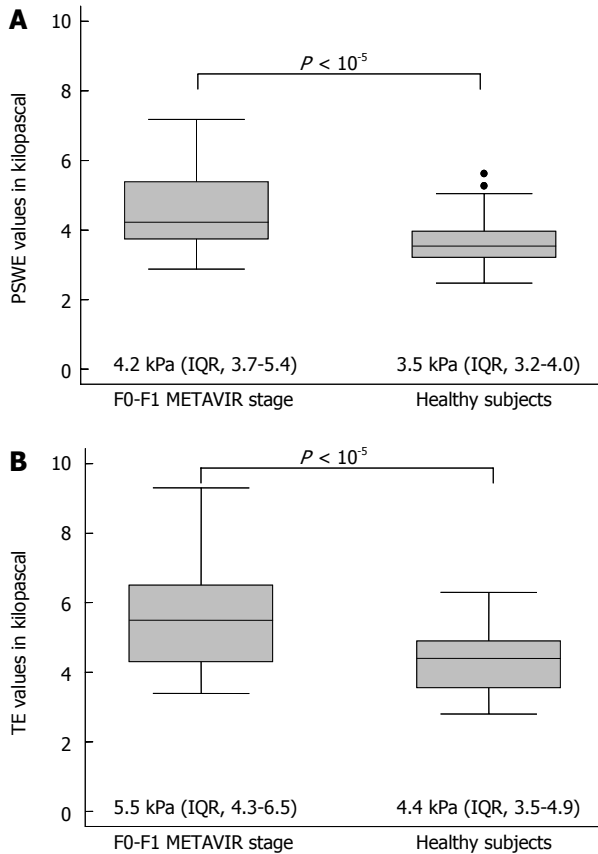 A
PSWE values in kilopascal
10
8
6
4
2
0
P < 10⁻⁵
4.2 kPa (IQR, 3.7-5.4)
3.5 kPa (IQR, 3.2-4.0)
F0-F1 METAVIR stage
Healthy subjects
B
TE values in kilopascal
10
8
6
4
2
0
P < 10⁻⁵
5.5 kPa (IQR, 4.3-6.5)
4.4 kPa (IQR, 3.5-4.9)
F0-F1 METAVIR stage
Healthy subjects